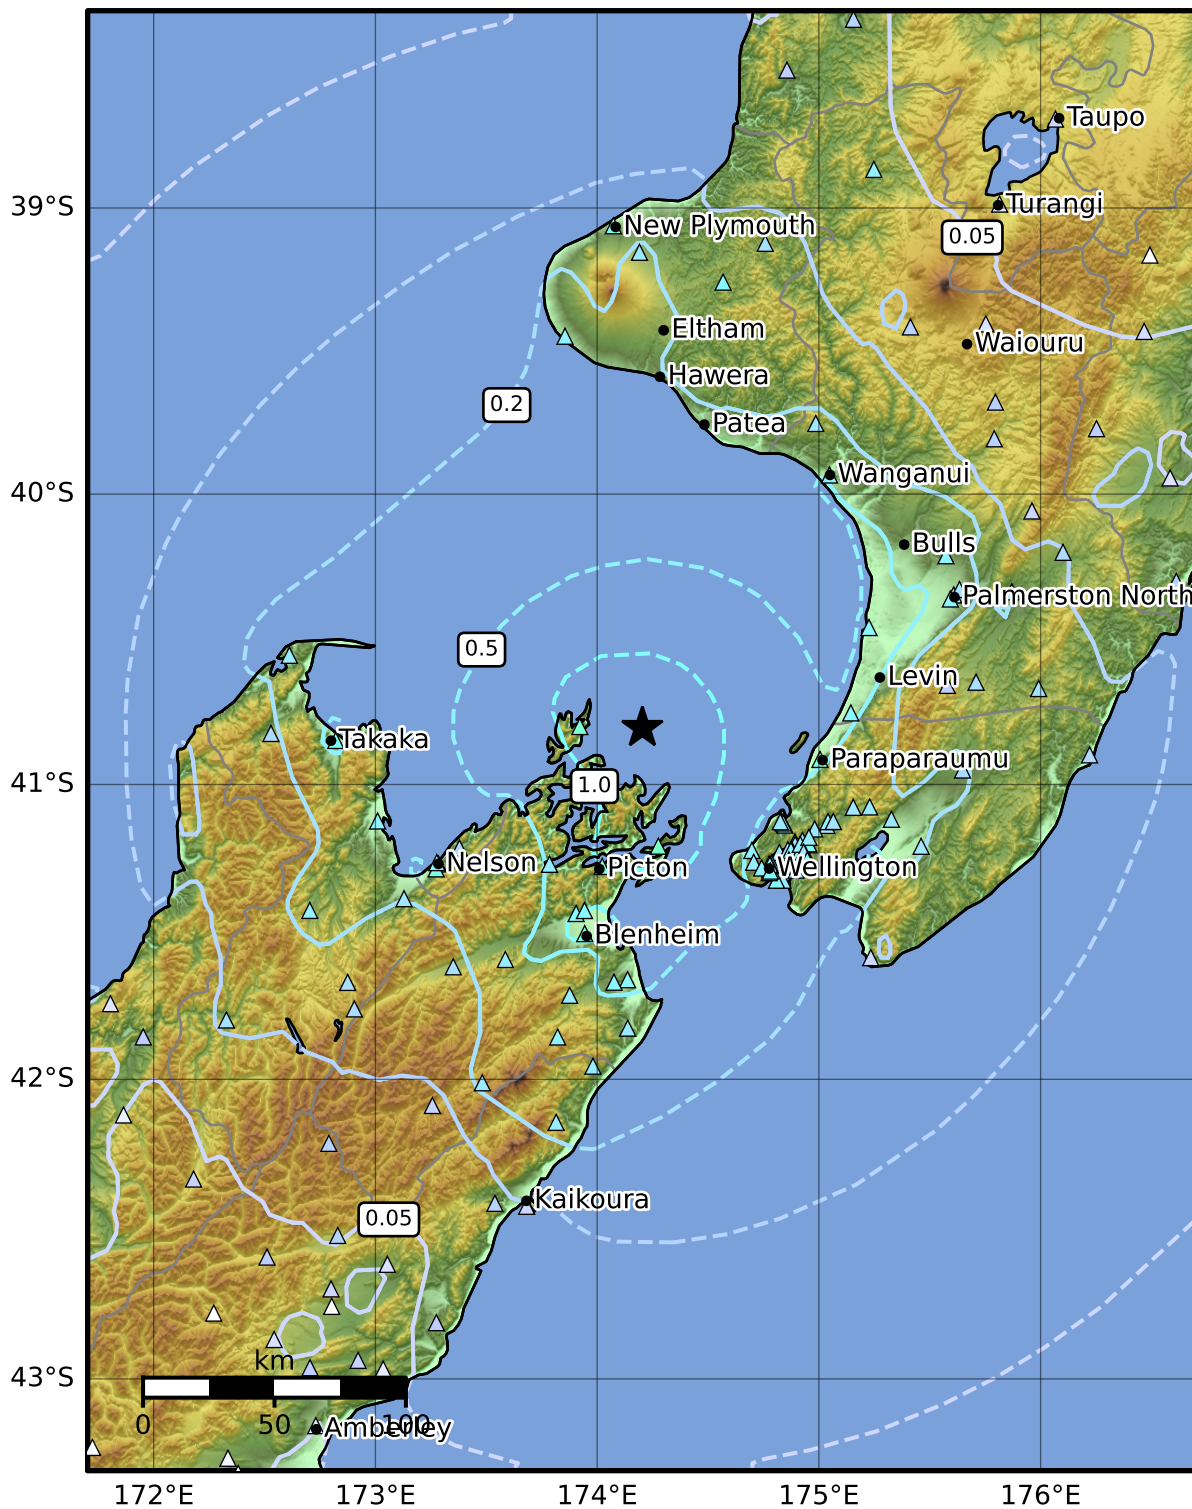 Taupo
39°S
Turangi
New Plymouth
0.05
Eltham
Waiouru
Hawera
0.2
Patea
Wanganui
40°S
Bulls
Palmerston North
0.5
Levin
Takaka
Paraparaumu
41°S
1.0
Nelson
Picton
Wellington
Blenheim
42°S
Kaikoura
0.05
km
43°S
0 50 100
Amberley
172°E 173°E 174°E 175°E 176°E